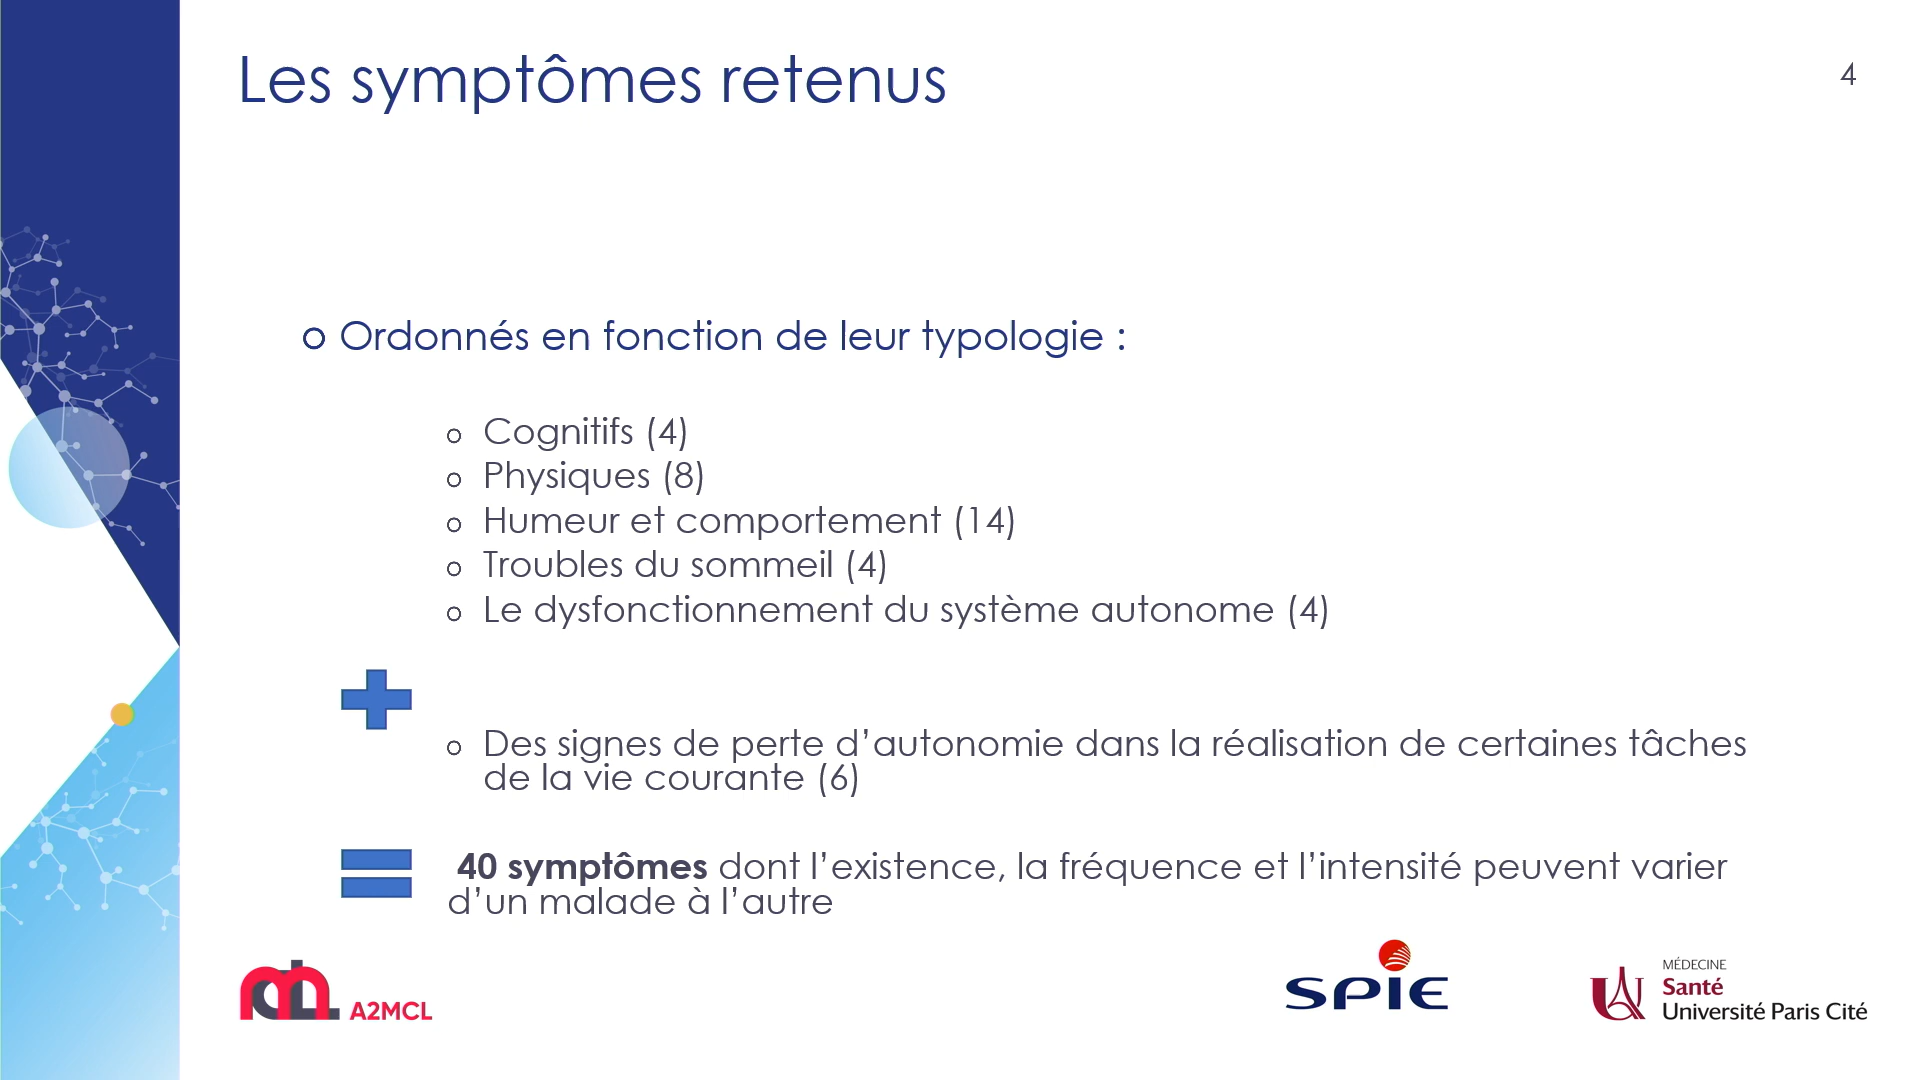 Les symptômes retenus
4
Ordonnés en fonction de leur typologie :
Cognitifs (4)
Physiques (8)
Humeur et comportement (14)
Troubles du sommeil (4)
Le dysfonctionnement du système autonome (4)
Des signes de perte d’autonomie dans la réalisation de certaines tâches
de la vie courante (6)
40 symptômes dont l’existence, la fréquence et l’intensité peuvent varier
d’un malade à l’autre
A2MCL
SPIE
MÉDECINE
Santé
Université Paris Cité